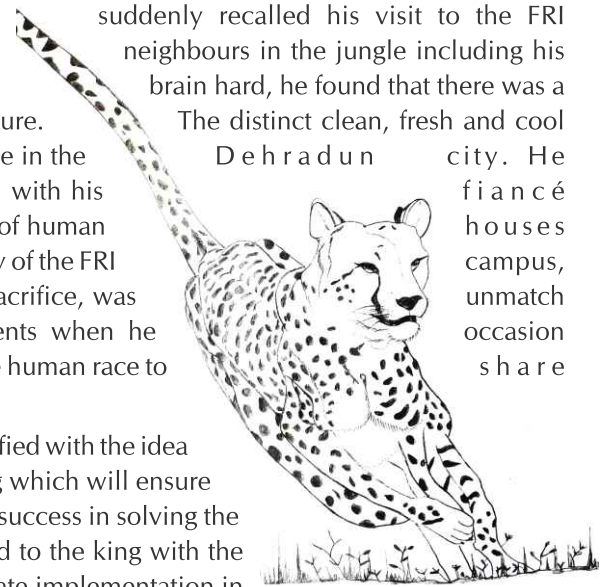 ure.
e in the
with his
of human
y of the FRI
acrifice, was
ents when he
e human race to
fied with the idea
g which will ensure
success in solving the
d to the king with the
ate implementation in
suddenly recalled his visit to the FRI
neighbours in the jungle including his
brain hard, he found that there was a
The distinct clean, fresh and cool
Dehradun city. He
fiancé
houses
campus,
unmatch
occasion
share